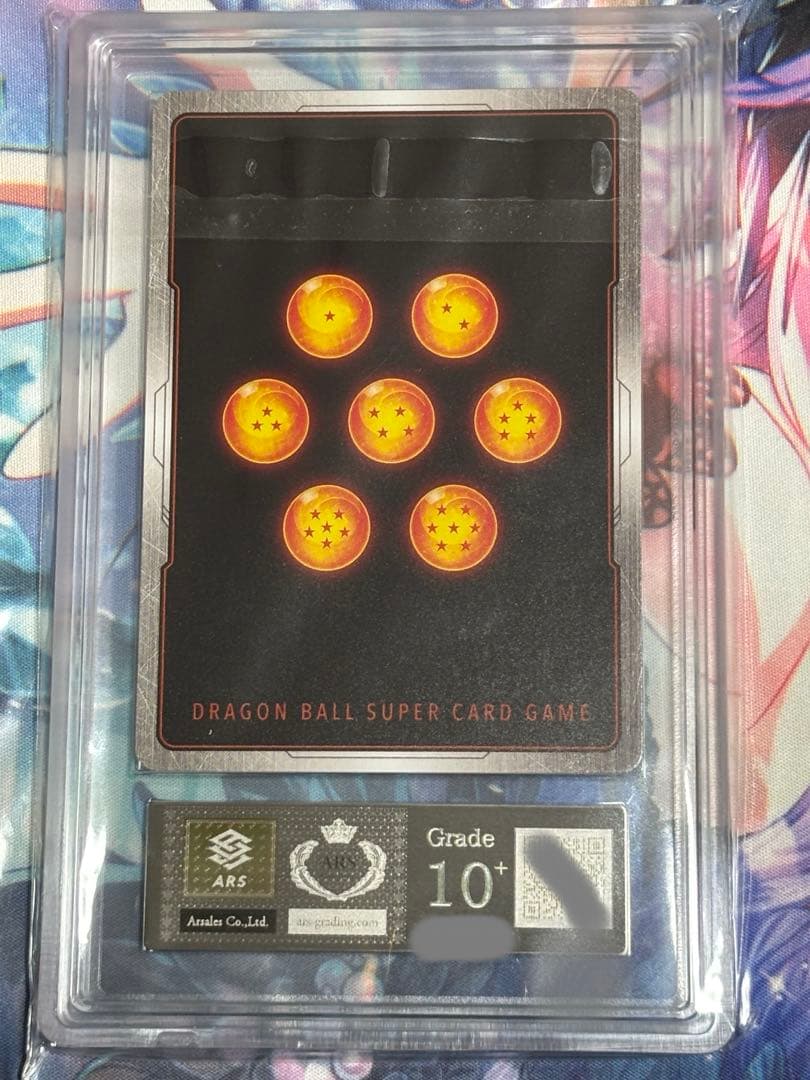 DRAGON BALL SUPER CARD GAME
ARS
Arsales Co.,Ltd.
ARS
ars-grading.com
Grade
10+